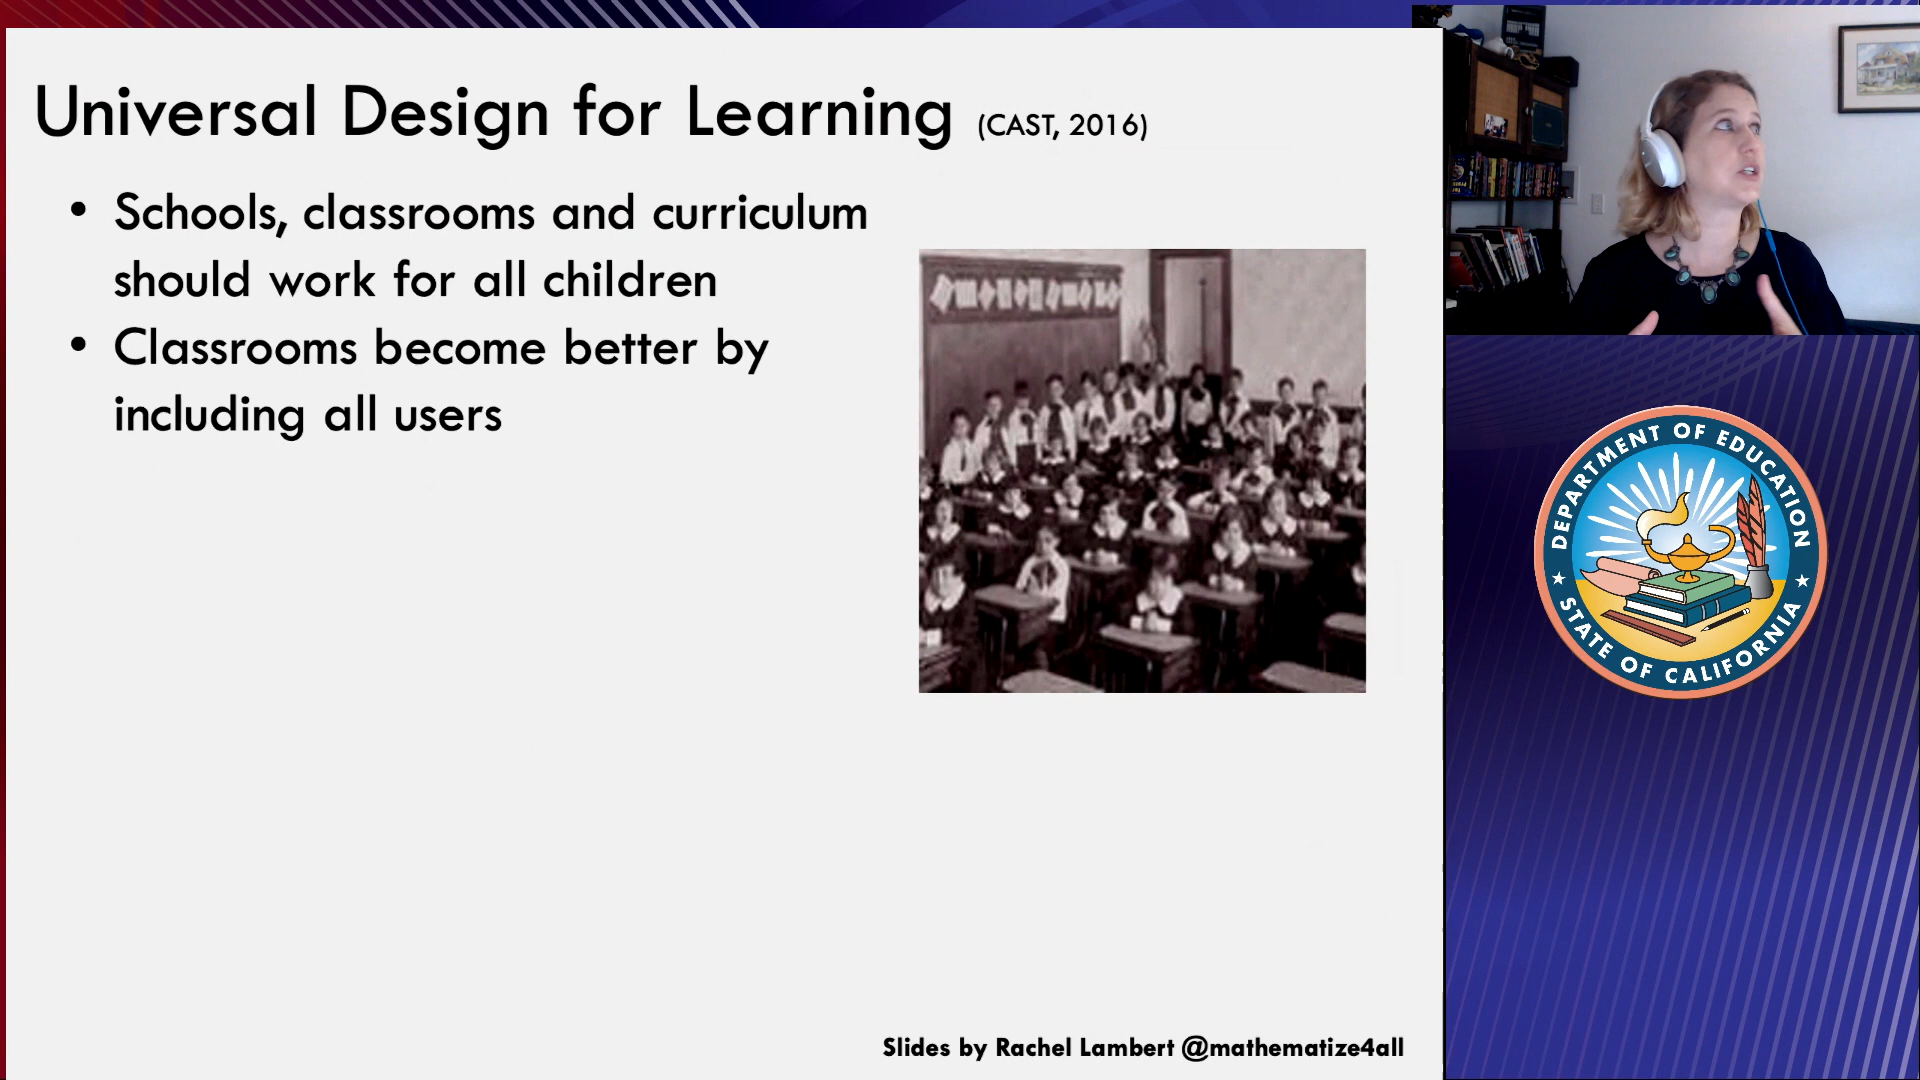 Universal Design for Learning (CAST, 2016)
• Schools, classrooms and curriculum
should work for all children
• Classrooms become better by
including all users
Slides by Rachel Lambert @mathematize4all
DEPARTMENT OF EDUCATION
STATE OF CALIFORNIA